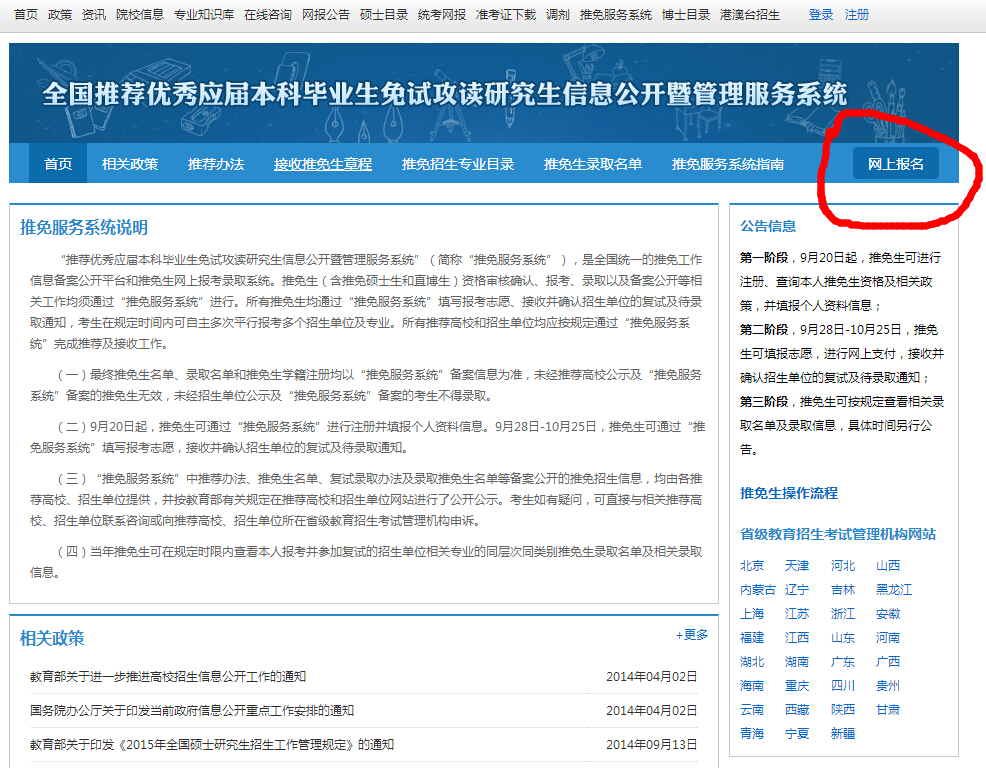 首页 政策 资讯 院校信息 专业知识库 在线咨询 网报公告 硕士目录 统考网报 准考证下载 调剂 推免服务系统 博士目录 港澳台招生 登录 注册
全国推荐优秀应届本科毕业生免试攻读研究生信息公开暨管理服务系统
首页 相关政策 推荐办法 接收推免生章程 推免招生专业目录 推免生录取名单 推免服务系统指南 网上报名
推免服务系统说明
“推荐优秀应届本科毕业生免试攻读研究生信息公开暨管理服务系统”（简称“推免服务系统”），是全国统一的推免工作
信息备案公开平台和推免生网上报考录取系统。推免生（含推免硕士生和直博生）资格审核确认、报考、录取以及备案公开等相
关工作均须通过“推免服务系统”进行。所有推免生均通过“推免服务系统”填写报考志愿、接收并确认招生单位的复试及待录
取通知，考生在规定时间内可自主多次平行报考多个招生单位及专业。所有推荐高校和招生单位均应按规定通过“推免服务系
统”完成推荐及接收工作。
（一）最终推免生名单、录取名单和推免生学籍注册均以“推免服务系统”备案信息为准，未经推荐高校公示及“推免服务
系统”备案的推免生无效，未经招生单位公示及“推免服务系统”备案的考生不得录取。
（二）9月20日起，推免生可通过“推免服务系统”进行注册并填报个人资料信息。9月28日-10月25日，推免生可通过“推
免服务系统”填写报考志愿，接收并确认招生单位的复试及待录取通知。
（三）“推免服务系统”中推荐办法、推免生名单、复试录取办法及录取推免生名单等备案公开的推免招生信息，均由各推
荐高校、招生单位提供，并按教育部有关规定在推荐高校和招生单位网站进行了公开公示。考生如有疑问，可直接与相关推荐高
校、招生单位联系咨询或向推荐高校、招生单位所在省级教育招生考试管理机构申诉。
（四）当年推免生可在规定时限内查看本人报考并参加复试的招生单位相关专业的同层次同类别推免生录取名单及相关录取
信息。
相关政策 +更多
教育部关于进一步推进高校招生信息公开工作的通知 2014年04月02日
国务院办公厅关于印发当前政府信息公开重点工作安排的通知 2014年04月02日
教育部关于印发《2015年全国硕士研究生招生工作管理规定》的通知 2014年09月13日
公告信息
第一阶段，9月20日起，推免生可进行
注册、查询本人推免生资格及相关政
策，并填报个人资料信息；
第二阶段，9月28日-10月25日，推免
生可填报志愿，进行网上支付，接收并
确认招生单位的复试及待录取通知；
第三阶段，推免生可按规定查看相关录
取名单及录取信息，具体时间另行公
告。
推免生操作流程
省级教育招生考试管理机构网站
北京 天津 河北 山西
内蒙古 辽宁 吉林 黑龙江
上海 江苏 浙江 安徽
福建 江西 山东 河南
湖北 湖南 广东 广西
海南 重庆 四川 贵州
云南 西藏 陕西 甘肃
青海 宁夏 新疆